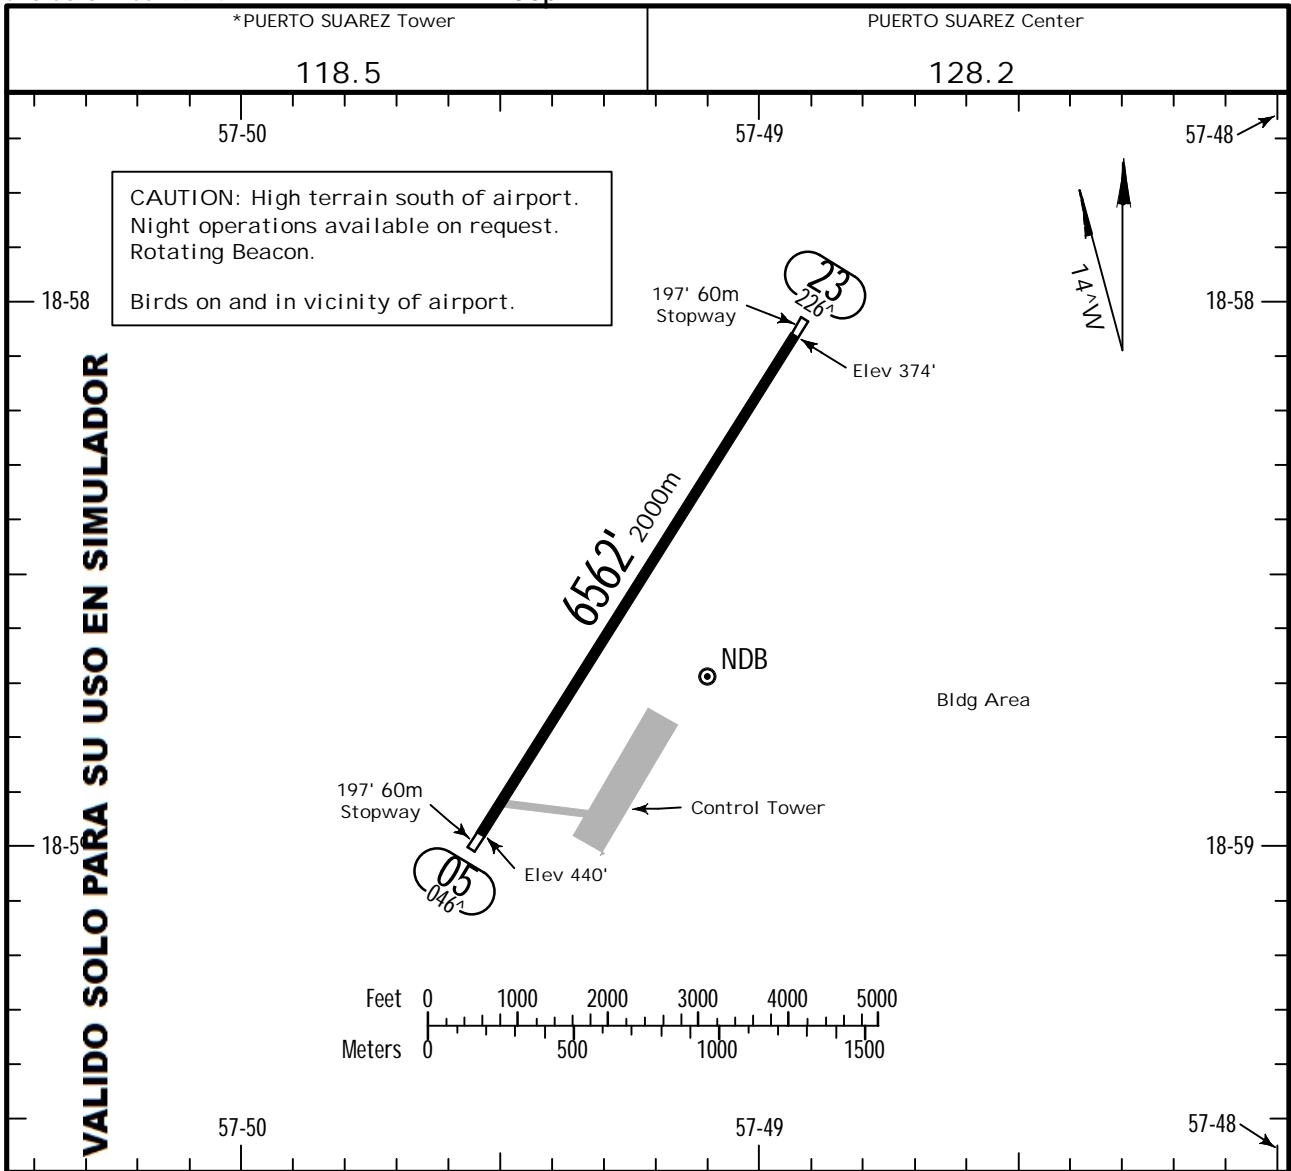 *PUERTO SUAREZ Tower
118.5
PUERTO SUAREZ Center
128.2
57-50
57-49
57-48
CAUTION: High terrain south of airport.
Night operations available on request.
Rotating Beacon.
Birds on and in vicinity of airport.
14^W
23
226^
197' 60m
Stopway
18-58
18-58
Elev 374'
VALIDO SOLO PARA SU USO EN SIMULADOR
6562' 2000m
NDB
Bldg Area
197' 60m
Stopway
Control Tower
18-59
18-59
Elev 440'
05
046^
Feet 0 1000 2000 3000 4000 5000
Meters 0 500 1000 1500
57-50
57-49
57-48